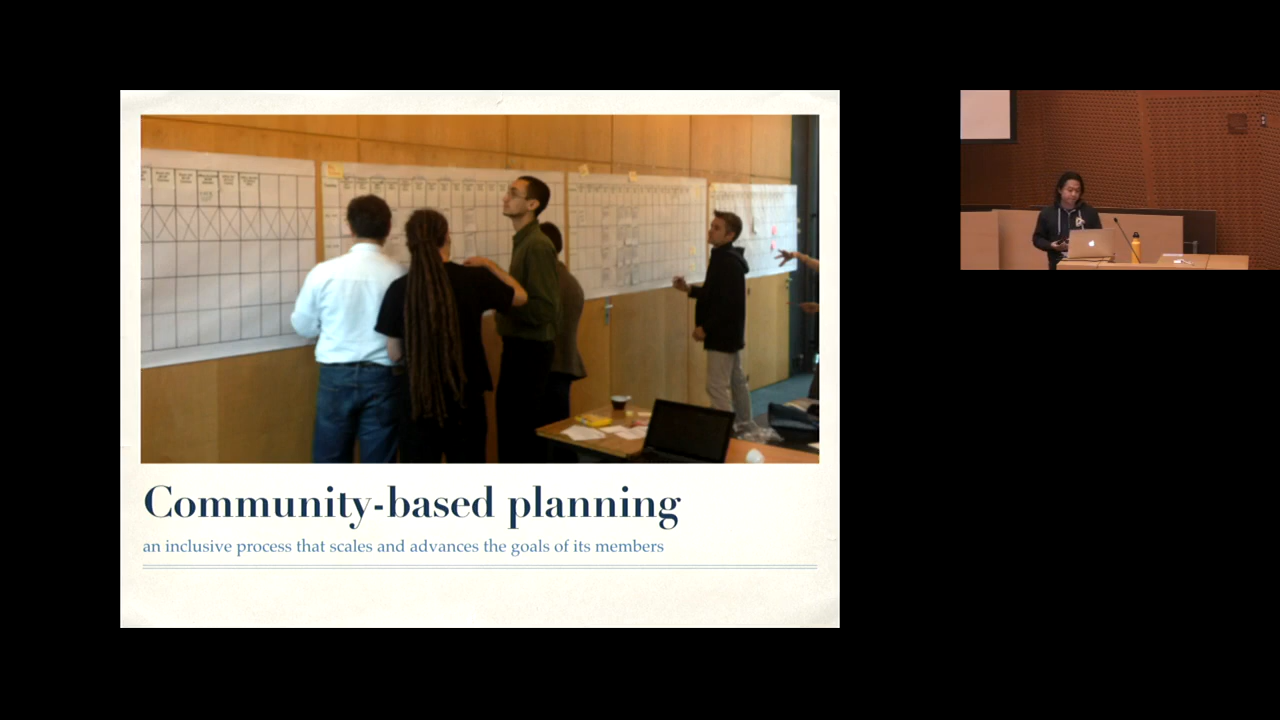 Community-based planning
an inclusive process that scales and advances the goals of its members